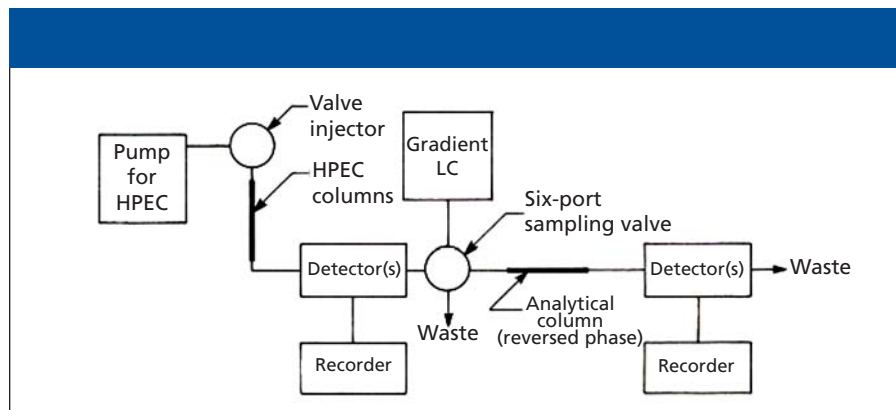 Valve
injector
Pump
for
HPEC
Gradient
LC
HPEC
columns
Six-port
sampling valve
Detector(s)
Waste
Analytical
column
(reversed phase)
Detector(s)
Waste
Recorder
Recorder